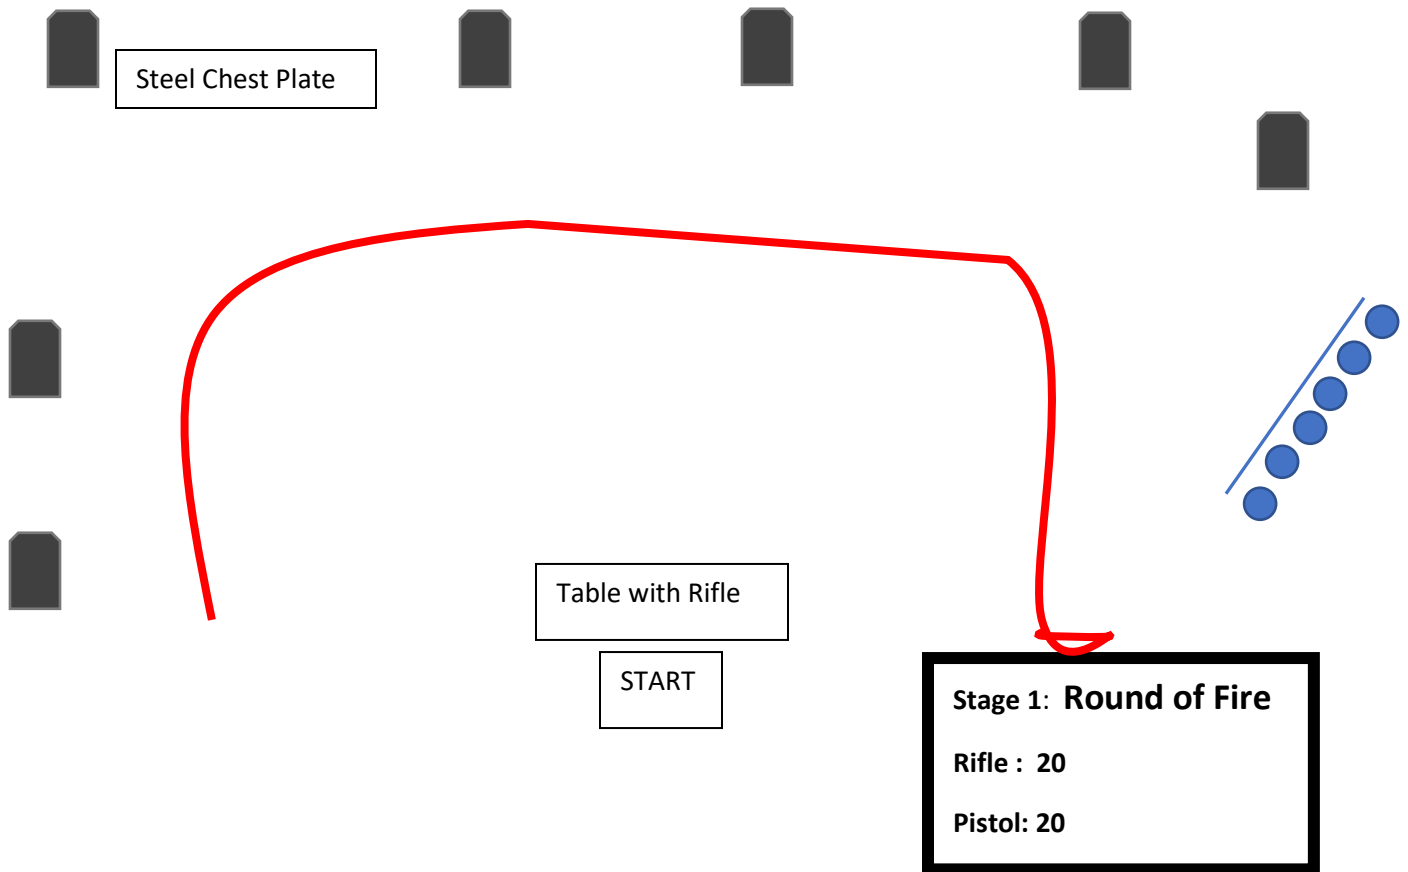 Steel Chest Plate
Table with Rifle
START
Stage 1: Round of Fire
Rifle : 20
Pistol: 20